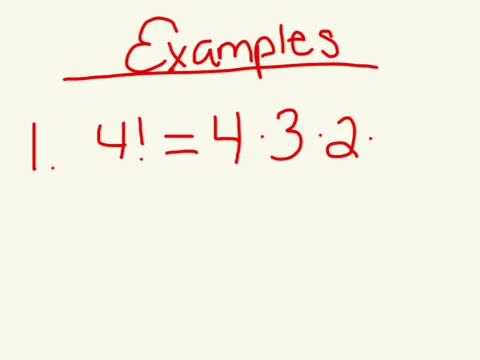 Examples
1. 4! = 4 · 3 · 2 ·